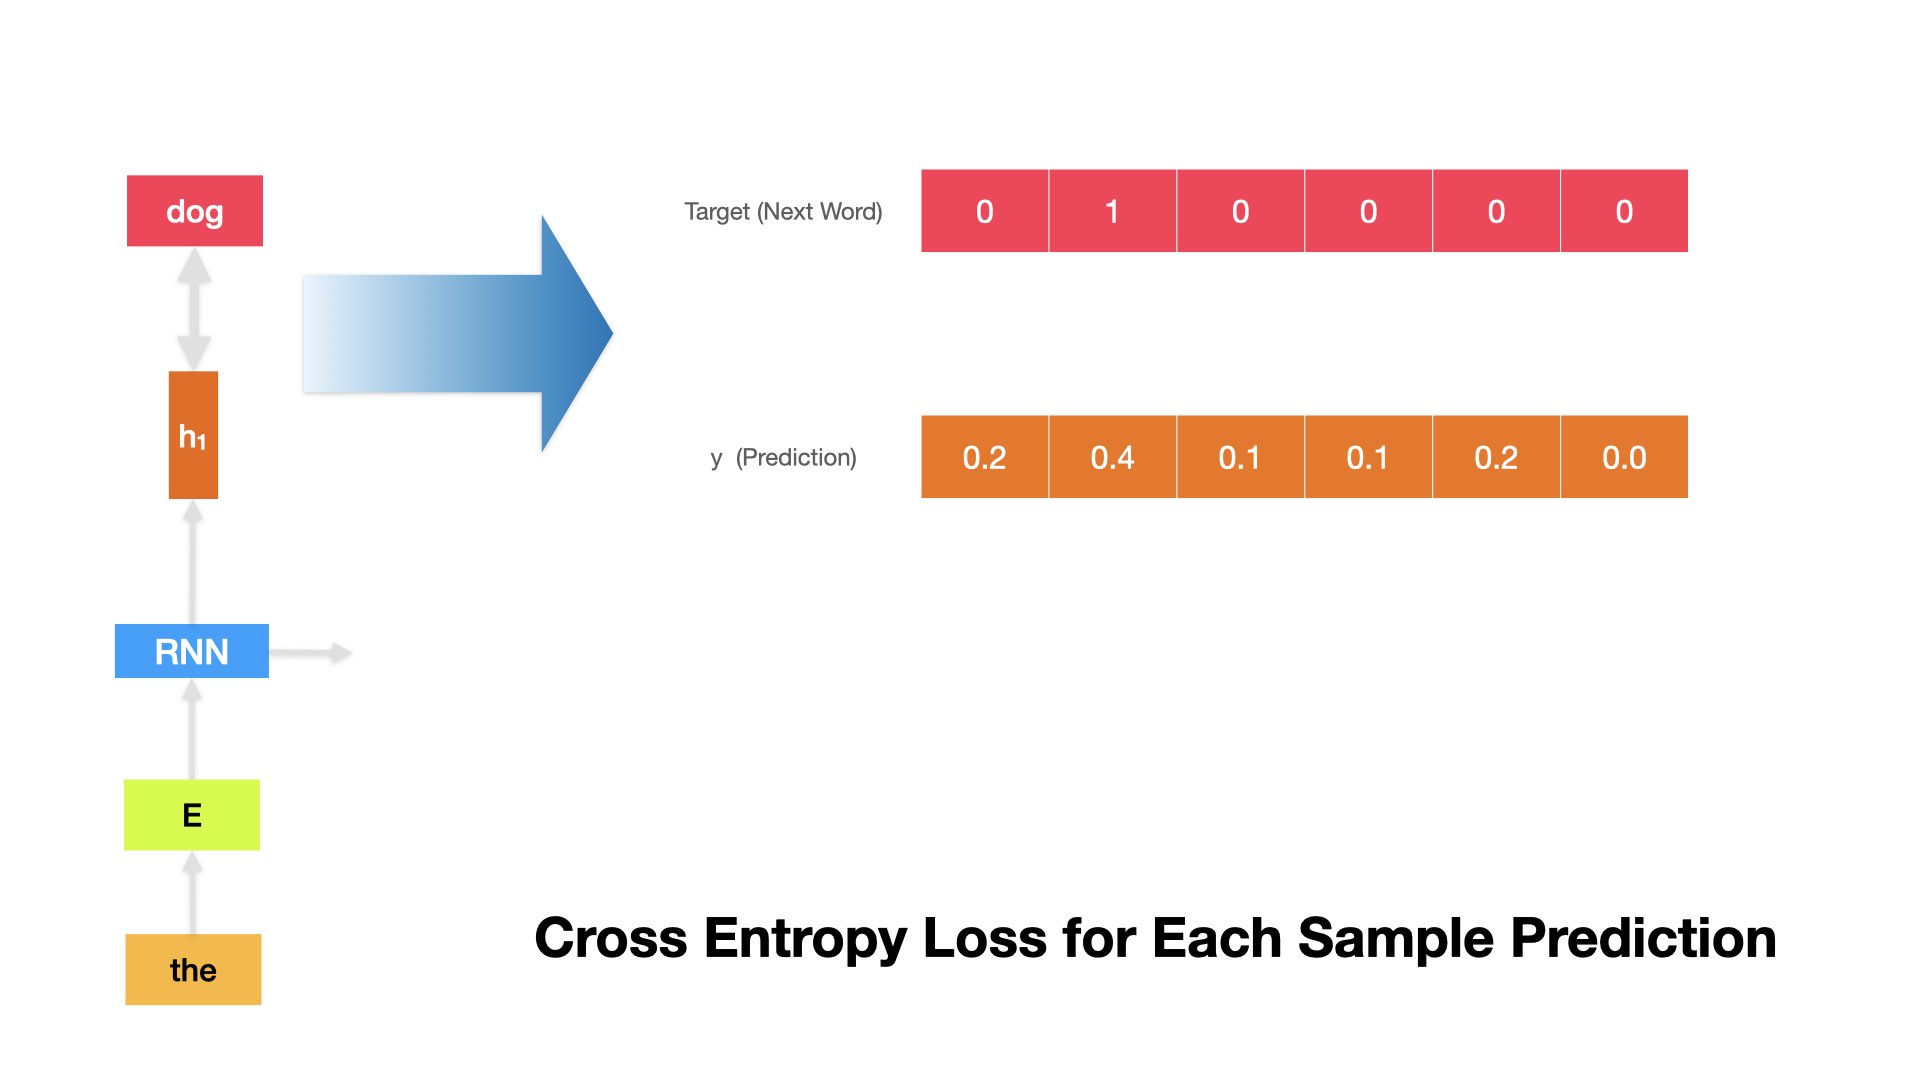 dog
h₁
RNN
E
the
Target (Next Word) 0 1 0 0 0 0
y (Prediction) 0.2 0.4 0.1 0.1 0.2 0.0
Cross Entropy Loss for Each Sample Prediction